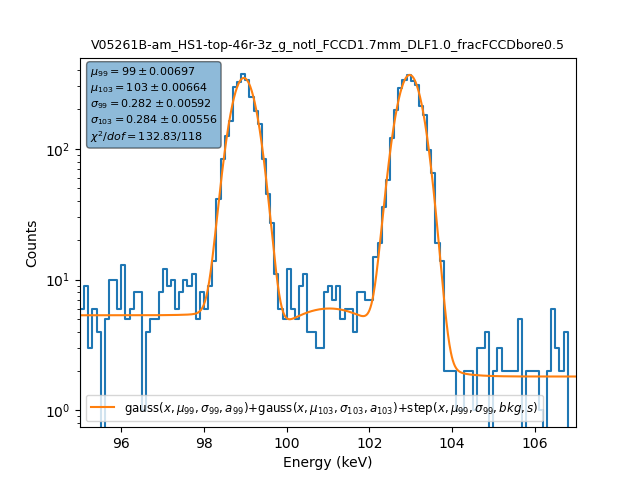 V05261B-am_HS1-top-46r-3z_g_notl_FCCD1.7mm_DLF1.0_fracFCCDbore0.5
μ₉₉ = 99 ± 0.00697
μ₁₀₃ = 103 ± 0.00664
σ₉₉ = 0.282 ± 0.00592
σ₁₀₃ = 0.284 ± 0.00556
χ²/dof = 132.83/118
10²
10¹
10⁰
Counts
gauss(x, μ₉₉, σ₉₉, a₉₉)+gauss(x, μ₁₀₃, σ₁₀₃, a₁₀₃)+step(x, μ₉₉, σ₉₉, bkg, s)
96 98 100 102 104 106
Energy (keV)